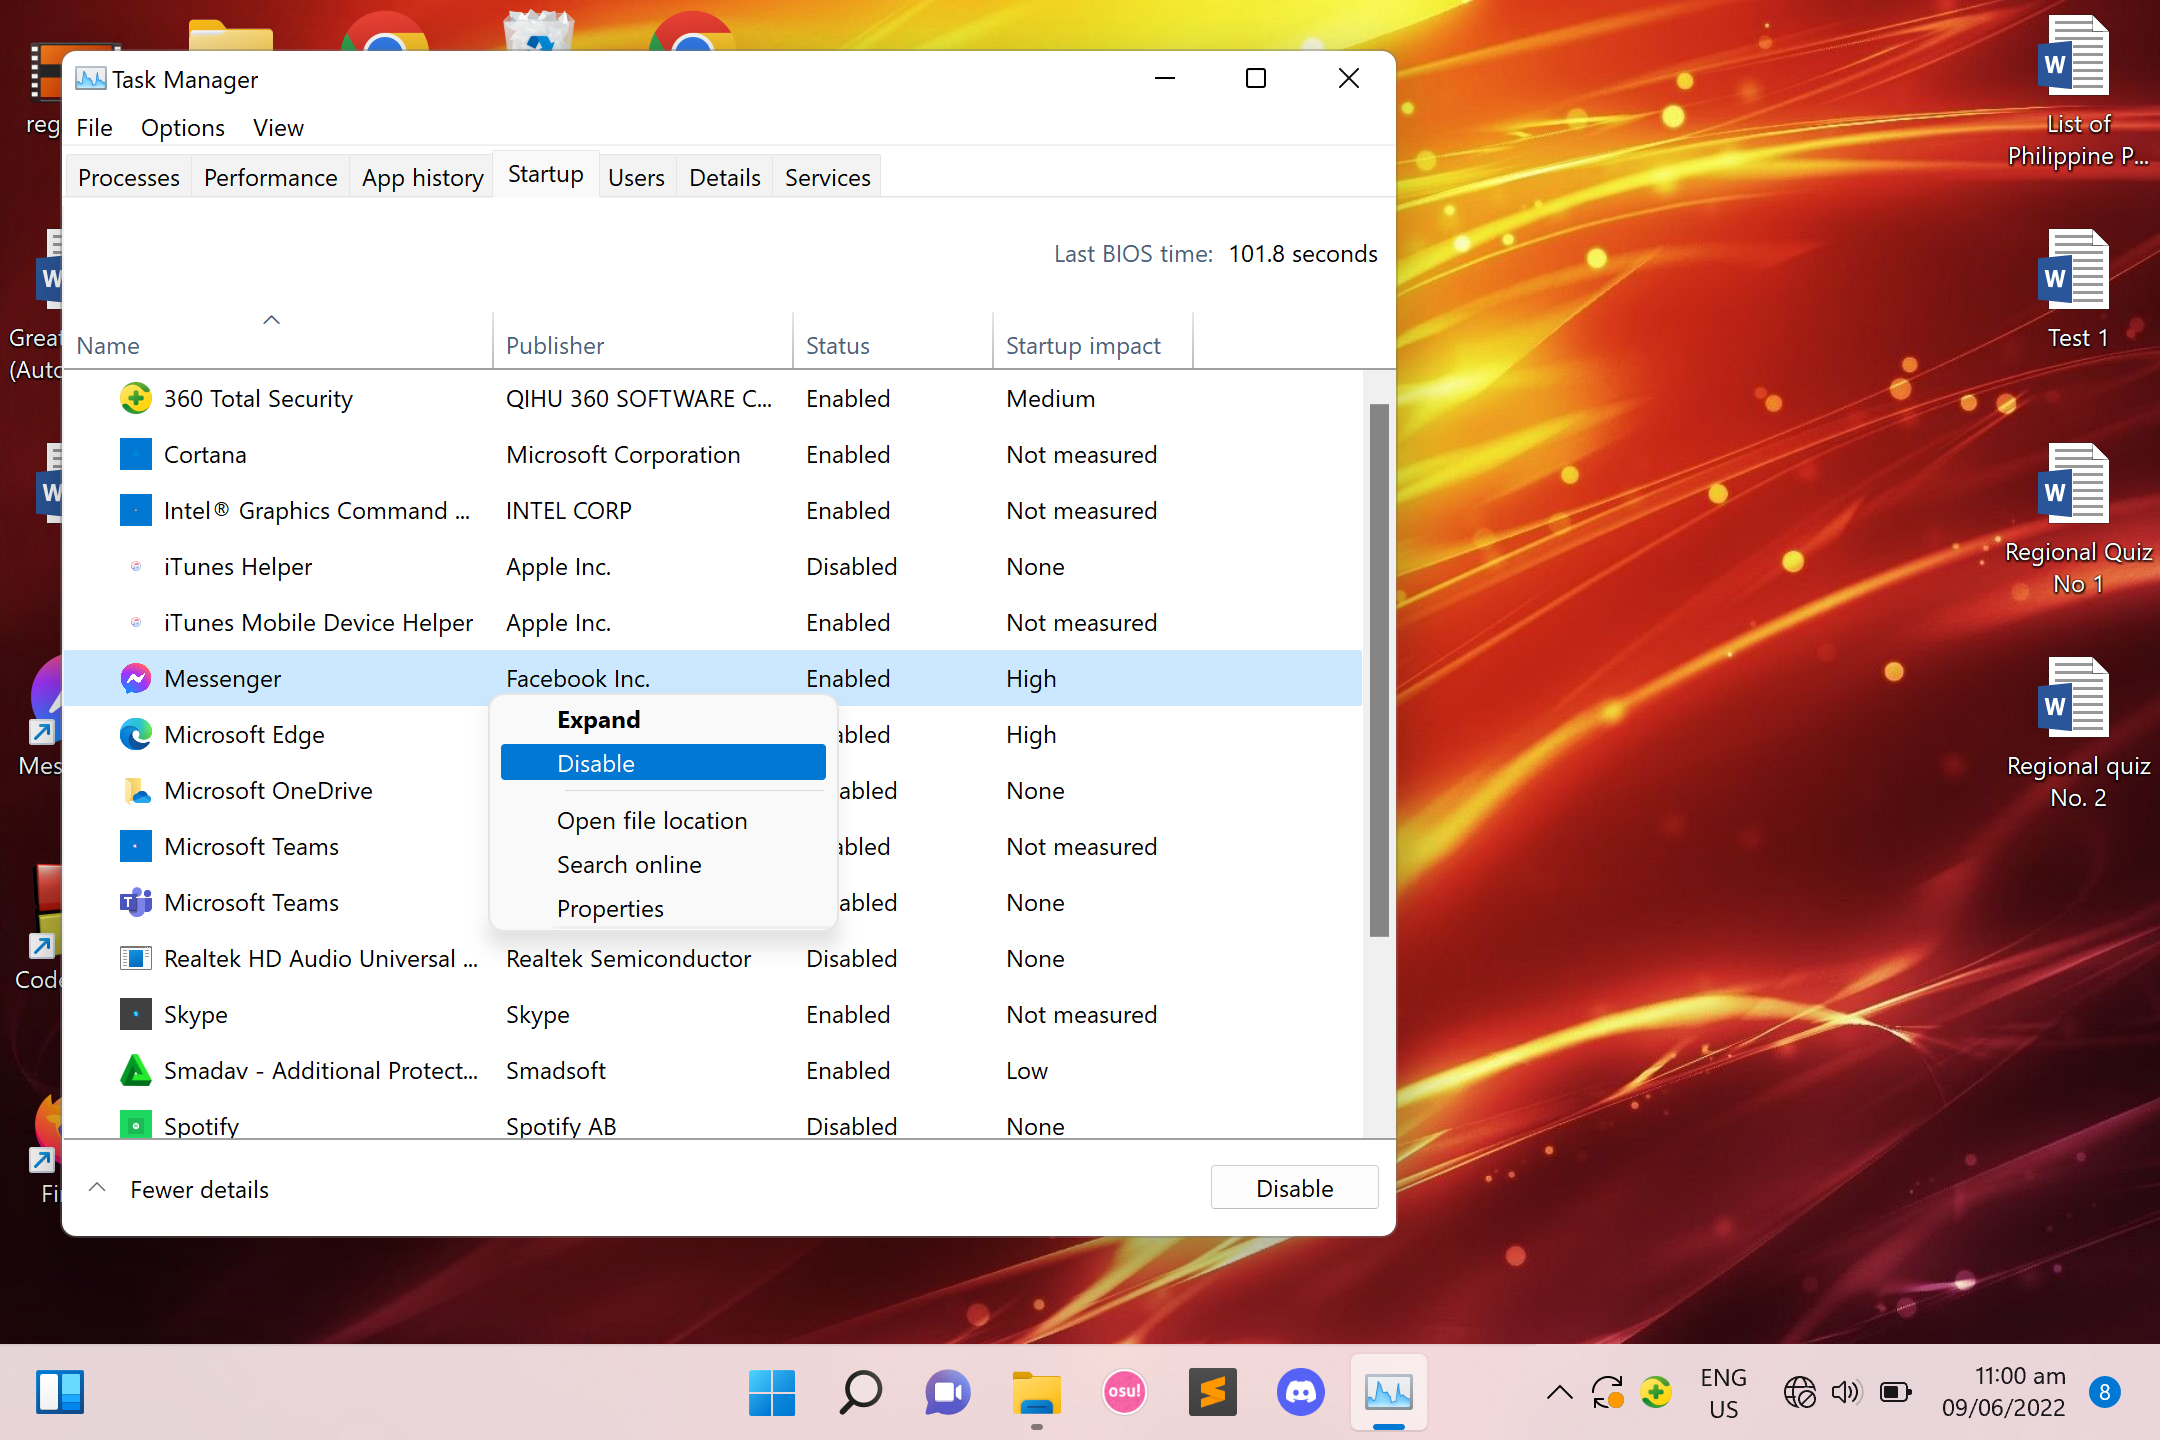 Task Manager
File Options View
Processes Performance App history Startup Users Details Services
Last BIOS time: 101.8 seconds
Name Publisher Status Startup impact
360 Total Security QIHU 360 SOFTWARE C... Enabled Medium
Cortana Microsoft Corporation Enabled Not measured
Intel® Graphics Command ... INTEL CORP Enabled Not measured
iTunes Helper Apple Inc. Disabled None
iTunes Mobile Device Helper Apple Inc. Enabled Not measured
Messenger Facebook Inc. Enabled High
Microsoft Edge abled High
Microsoft OneDrive abled None
Microsoft Teams abled Not measured
Microsoft Teams abled None
Realtek HD Audio Universal ... Realtek Semiconductor Disabled None
Skype Skype Enabled Not measured
Smadav - Additional Protect... Smadsoft Enabled Low
Spotify Spotify AB Disabled None
Expand
Disable
Open file location
Search online
Properties
Fewer details
Disable
reg
Great
(Auto
Mes
Code
Fi
List of
Philippine P...
Test 1
Regional Quiz
No 1
Regional quiz
No. 2
W
W
W
W
W
W
osu!
ENG
US
11:00 am
09/06/2022
8